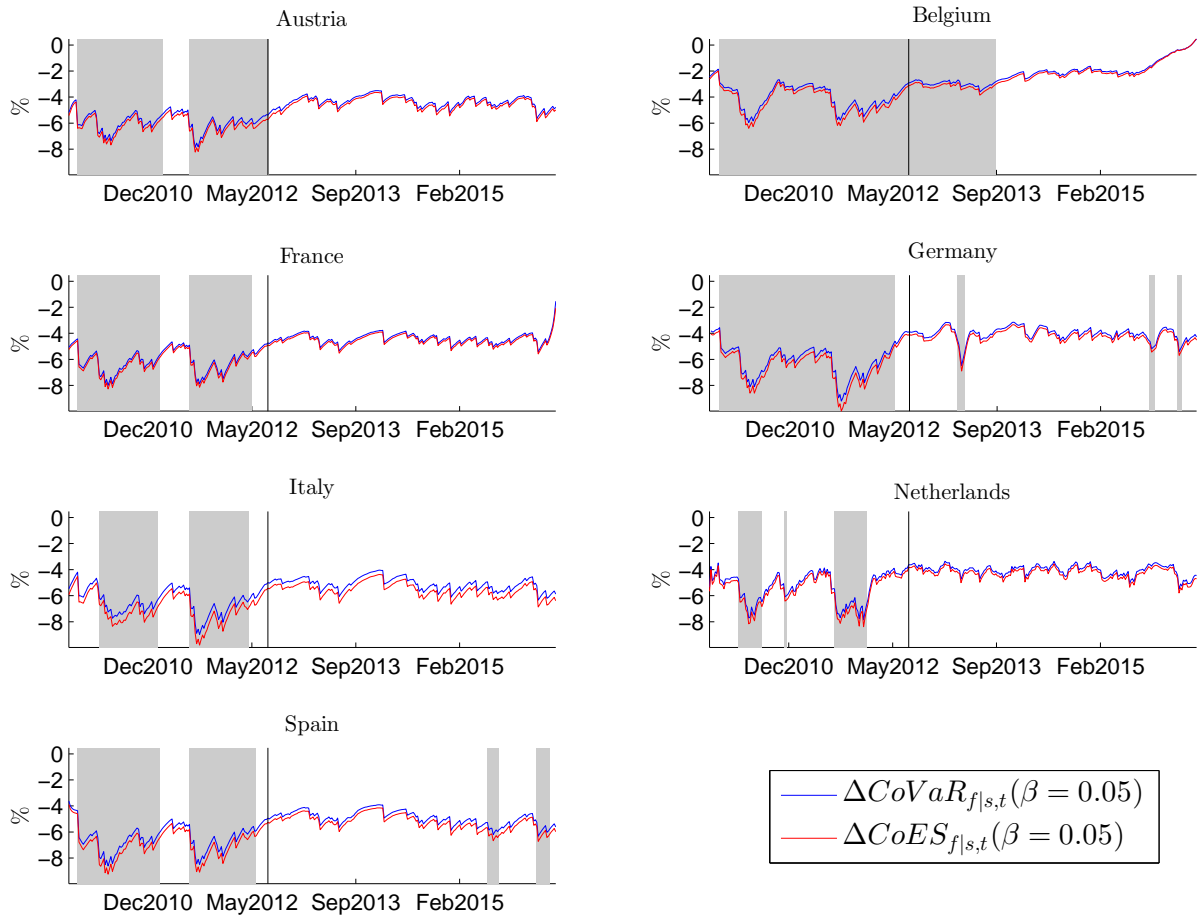 Austria
%
0
−2
−4
−6
−8
Dec2010 May2012 Sep2013 Feb2015
Belgium
%
0
−2
−4
−6
−8
Dec2010 May2012 Sep2013 Feb2015
France
%
0
−2
−4
−6
−8
Dec2010 May2012 Sep2013 Feb2015
Germany
%
0
−2
−4
−6
−8
Dec2010 May2012 Sep2013 Feb2015
Italy
%
0
−2
−4
−6
−8
Dec2010 May2012 Sep2013 Feb2015
Netherlands
%
0
−2
−4
−6
−8
Dec2010 May2012 Sep2013 Feb2015
Spain
%
0
−2
−4
−6
−8
Dec2010 May2012 Sep2013 Feb2015
ΔCoVaR_{f|s,t}(β = 0.05)
ΔCoES_{f|s,t}(β = 0.05)